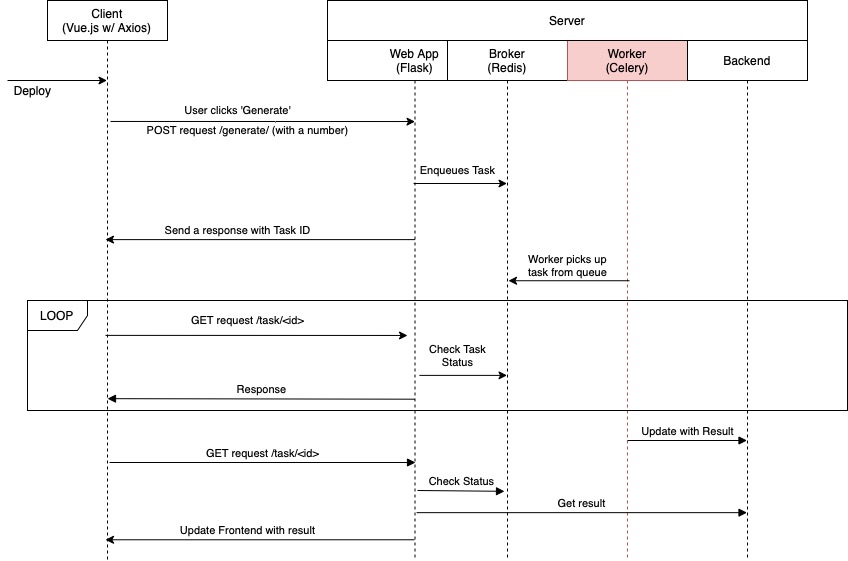 Client
(Vue.js w/ Axios)
Server
Web App
(Flask)
Broker
(Redis)
Worker
(Celery)
Backend
Deploy
User clicks 'Generate'
POST request /generate/ (with a number)
Enqueues Task
Send a response with Task ID
Worker picks up
task from queue
LOOP
GET request /task/<id>
Check Task
Status
Response
Update with Result
GET request /task/<id>
Check Status
Get result
Update Frontend with result